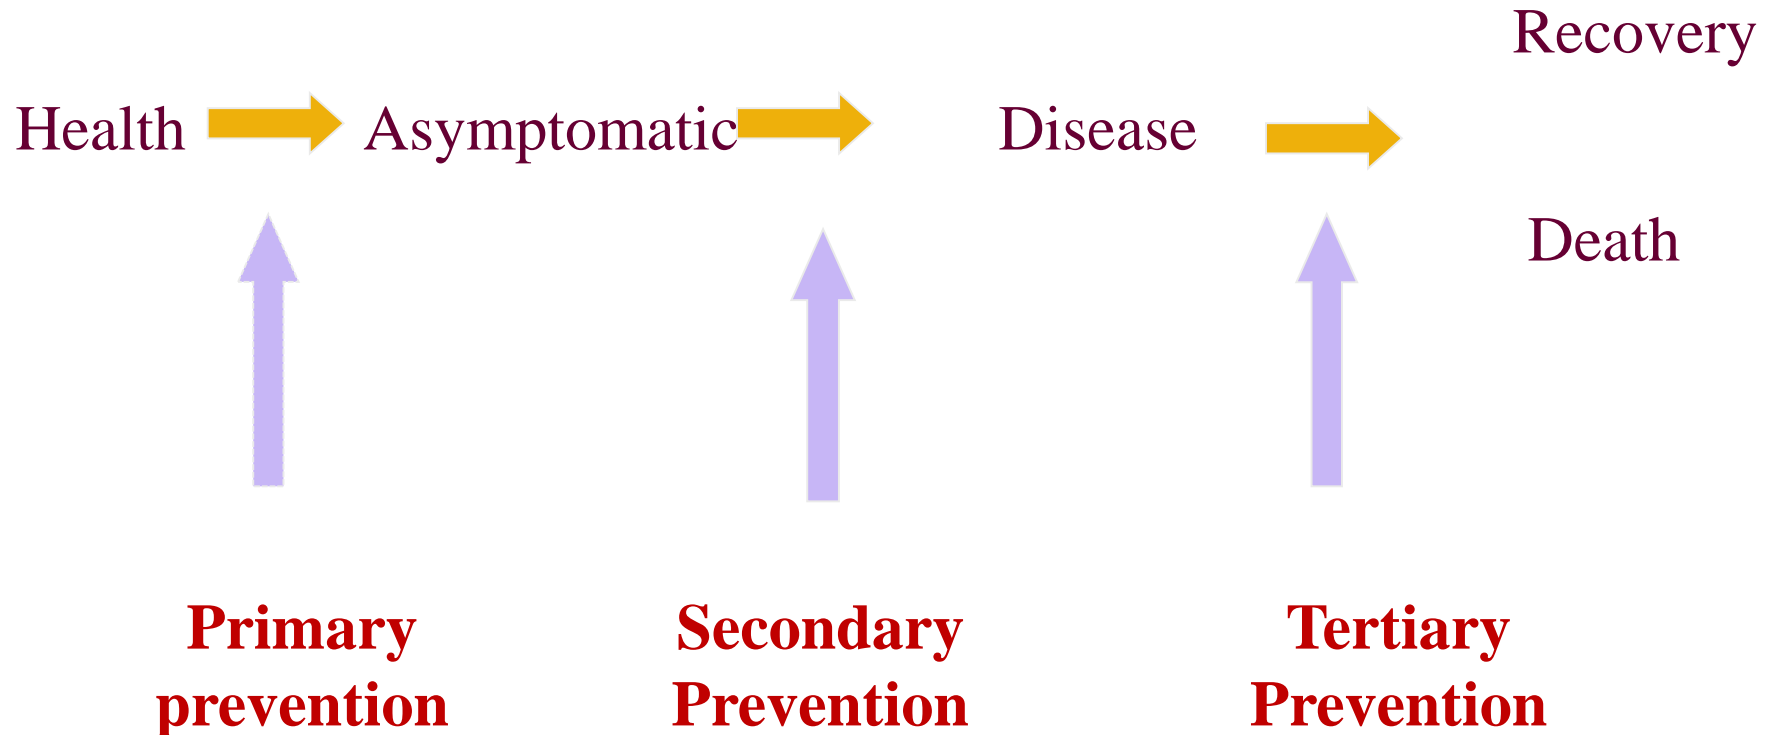 Recovery
Health Asymptomatic Disease
Death
Primary Secondary Tertiary
prevention Prevention Prevention